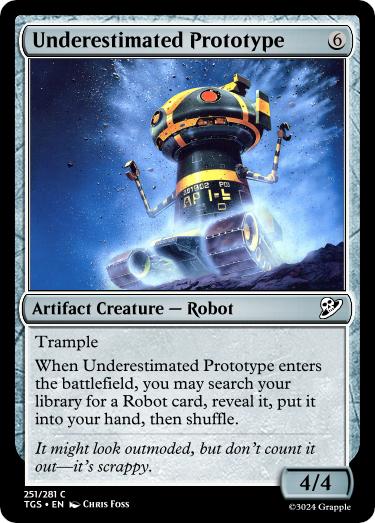 Underestimated Prototype 6
Artifact Creature — Robot
Trample
When Underestimated Prototype enters
the battlefield, you may search your
library for a Robot card, reveal it, put it
into your hand, then shuffle.
It might look outmoded, but don't count it
out—it's scrappy.
4/4
251/281 C
TGS • EN Chris Foss
©3024 Grapple